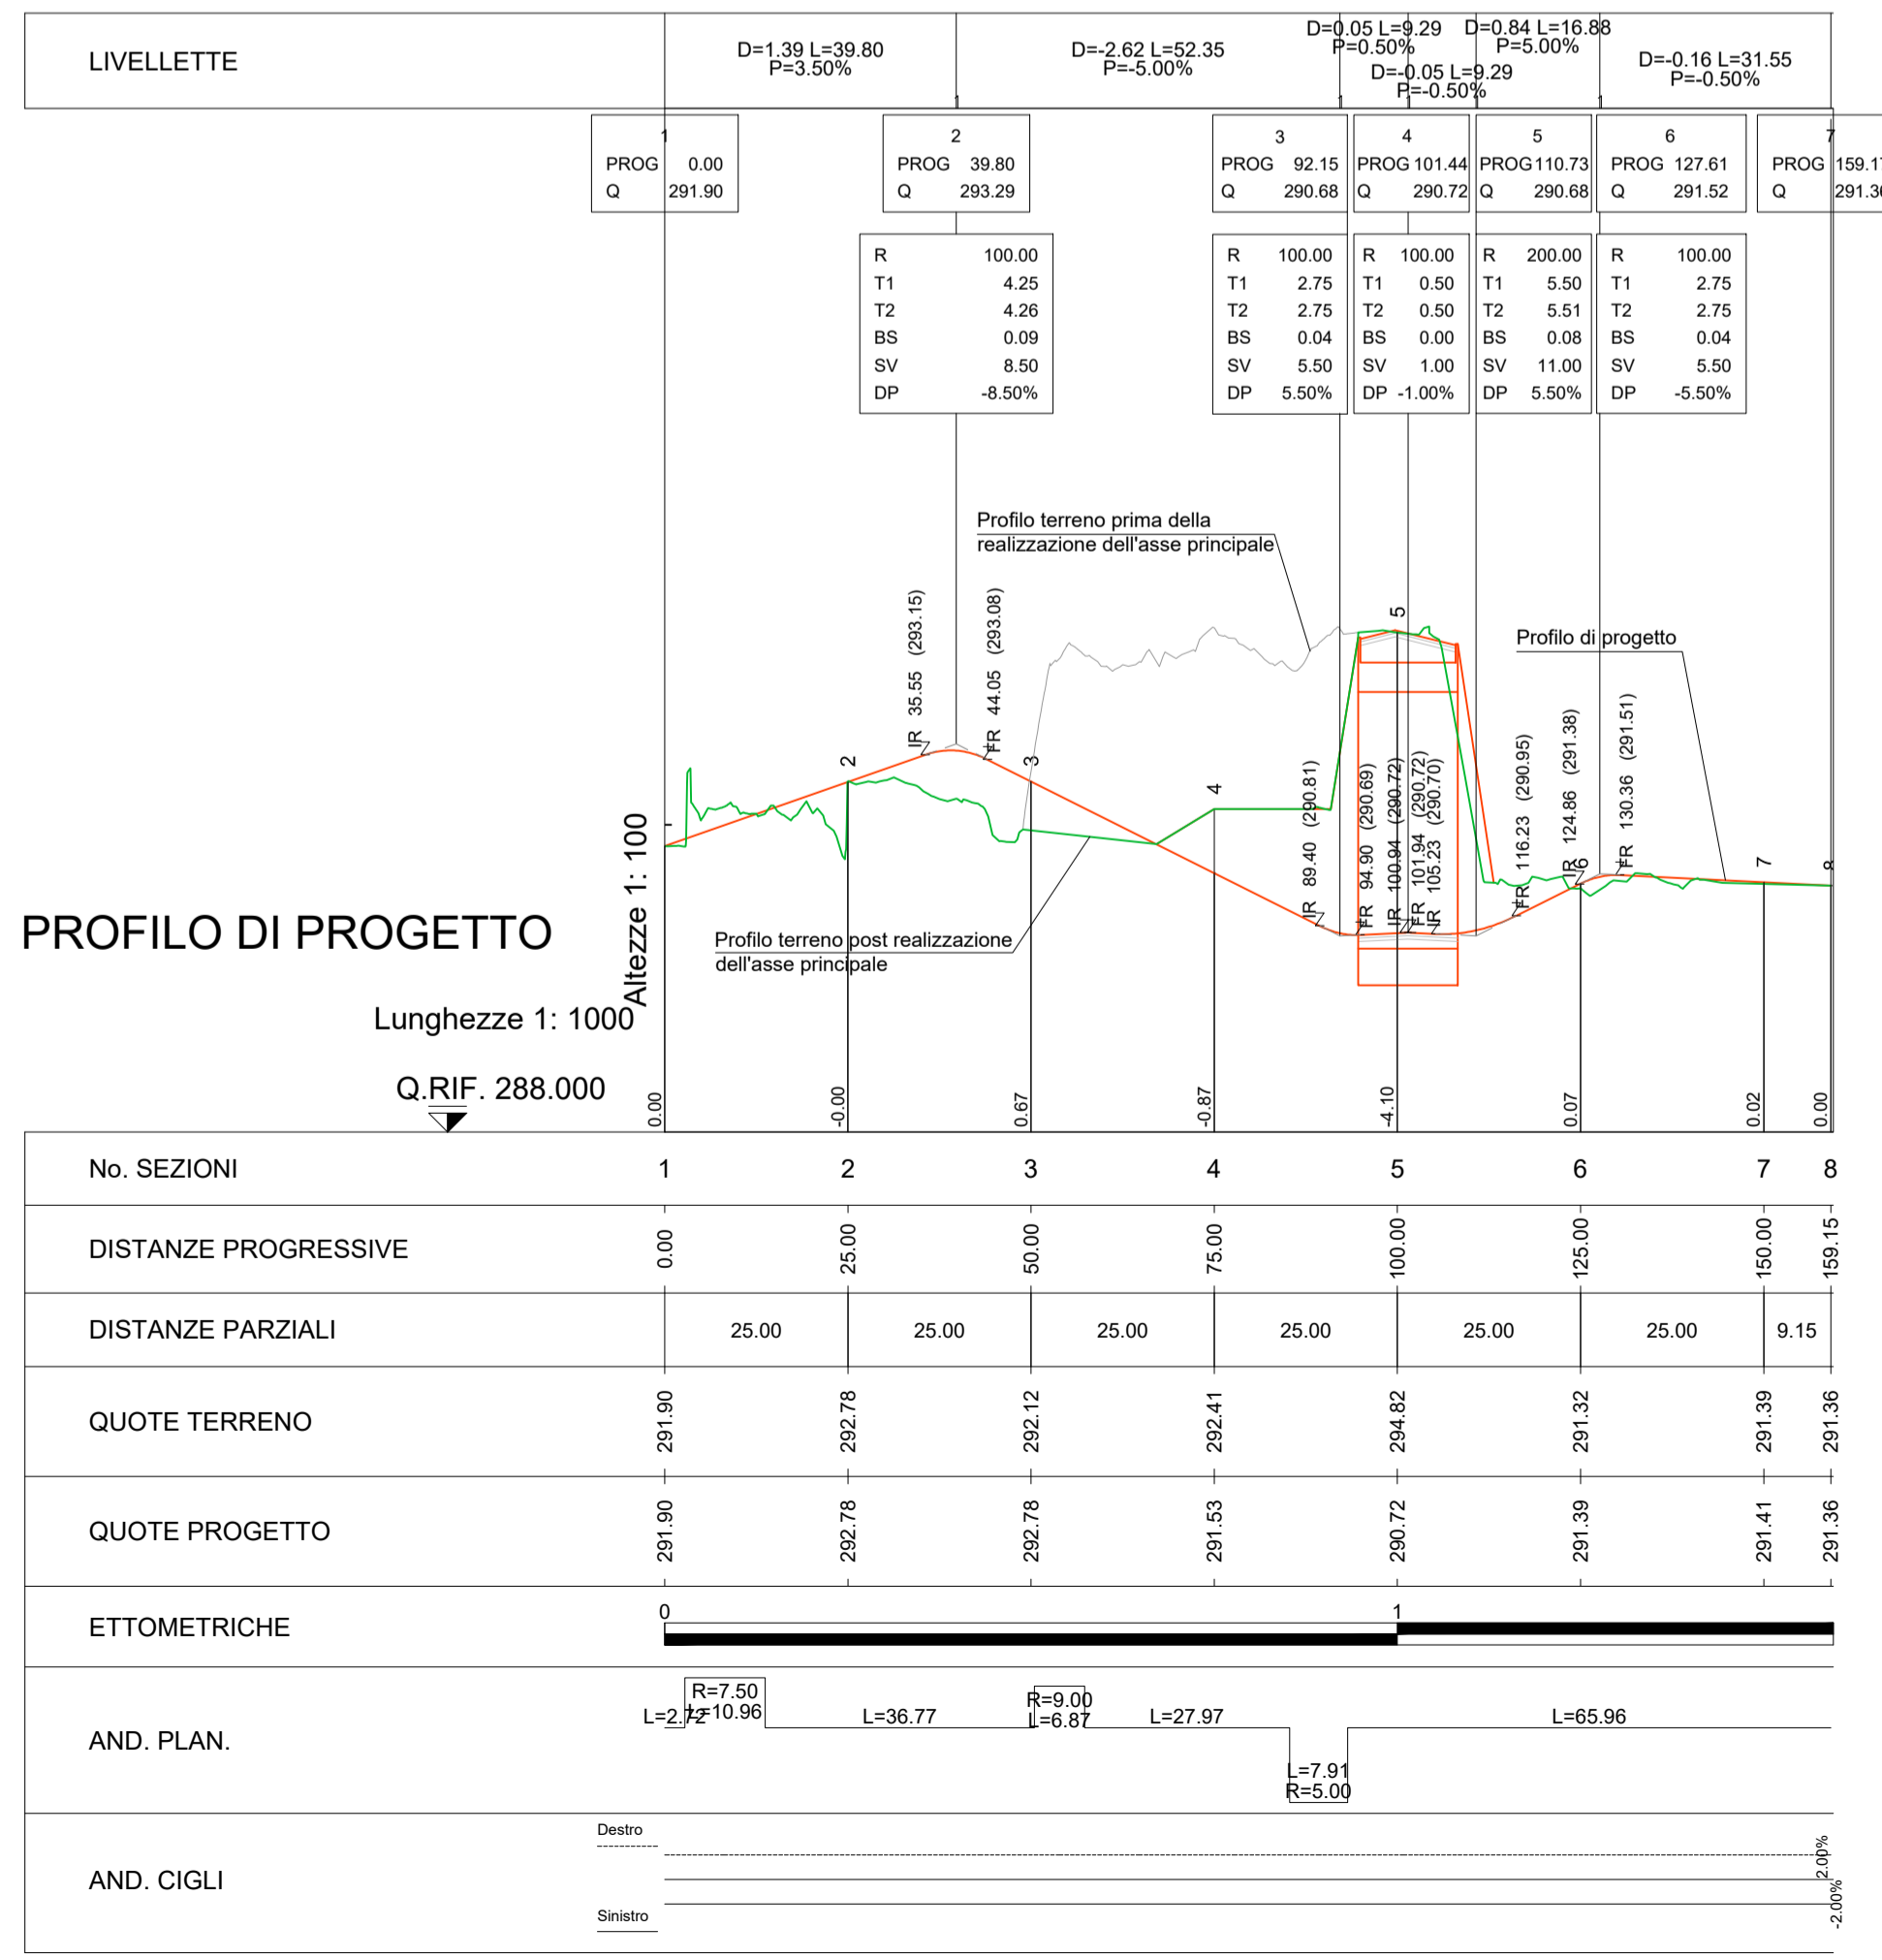 LIVELLETTE
D=1.39 L=39.80
P=3.50%
D=-2.62 L=52.35
P=-5.00%
D=0.05 L=9.29
P=0.50%
D=-0.05 L=9.29
P=-0.50%
D=0.84 L=16.88
P=5.00%
D=-0.16 L=31.55
P=-0.50%
1
PROG 0.00
Q 291.90
2
PROG 39.80
Q 293.29
3
PROG 92.15
Q 290.68
4
PROG 101.44
Q 290.72
5
PROG 110.73
Q 290.68
6
PROG 127.61
Q 291.52
7
PROG
Q
R 100.00
T1 4.25
T2 4.26
BS 0.09
SV 8.50
DP -8.50%
R 100.00
T1 2.75
T2 2.75
BS 0.04
SV 5.50
DP 5.50%
R 100.00
T1 0.50
T2 0.50
BS 0.00
SV 1.00
DP -1.00%
R 200.00
T1 5.50
T2 5.51
BS 0.08
SV 11.00
DP 5.50%
R 100.00
T1 2.75
T2 2.75
BS 0.04
SV 5.50
DP -5.50%
Profilo terreno prima della
realizzazione dell'asse principale
Profilo di progetto
IR 35.55 (293.15)
FR 44.05 (293.08)
IR 89.40 (290.81)
FR 94.90 (290.69)
IR 100.94 (290.72)
FR 101.94 (290.72)
IR 105.23 (290.70)
FR 116.23 (290.95)
IR 124.86 (291.38)
FR 130.36 (291.51)
2
3
4
5
6
7
8
Profilo terreno post realizzazione
dell'asse principale
PROFILO DI PROGETTO
Altezze 1: 100
Lunghezze 1: 1000
Q.RIF. 288.000
0.00 -0.00 0.67 -0.87 -4.10 0.07 0.02 0.00
No. SEZIONI 1 2 3 4 5 6 7 8
DISTANZE PROGRESSIVE 0.00 25.00 50.00 75.00 100.00 125.00 150.00 159.15
DISTANZE PARZIALI 25.00 25.00 25.00 25.00 25.00 25.00 9.15
QUOTE TERRENO 291.90 292.78 292.12 292.41 294.82 291.32 291.39 291.36
QUOTE PROGETTO 291.90 292.78 292.78 291.53 290.72 291.39 291.41 291.36
ETTOMETRICHE 0 1
AND. PLAN.
L=2.72
R=7.50
L=10.96
L=36.77
R=9.00
L=6.87
L=27.97
L=7.91
R=5.00
L=65.96
AND. CIGLI
Destro
Sinistro
2.00%
-2.00%